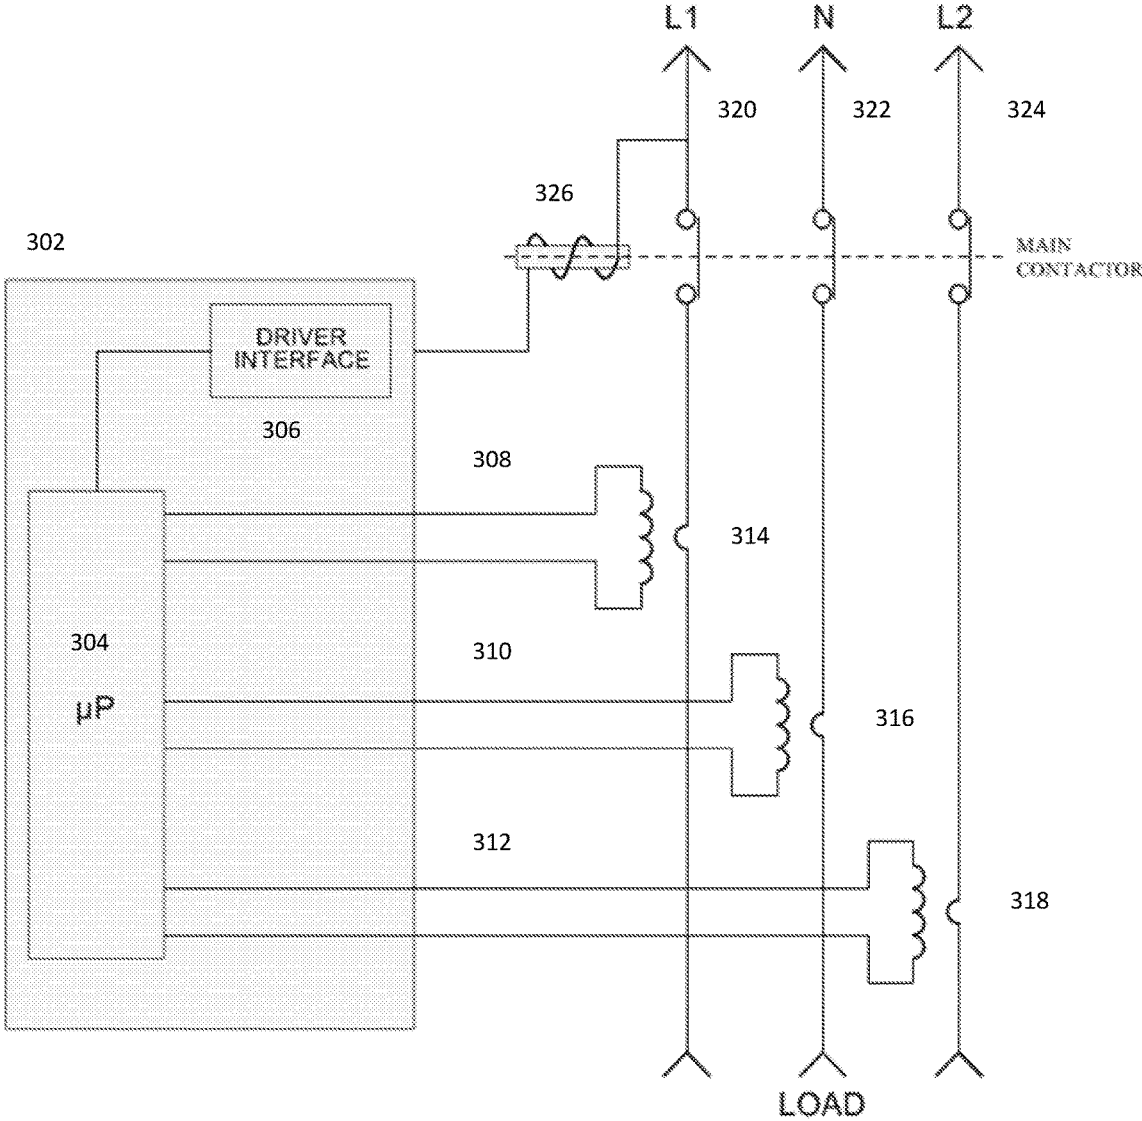 L1 N L2
320 322 324
326
302
MAIN
CONTACTOR
DRIVER
INTERFACE
306
308
314
304
310
µP
316
312
318
LOAD